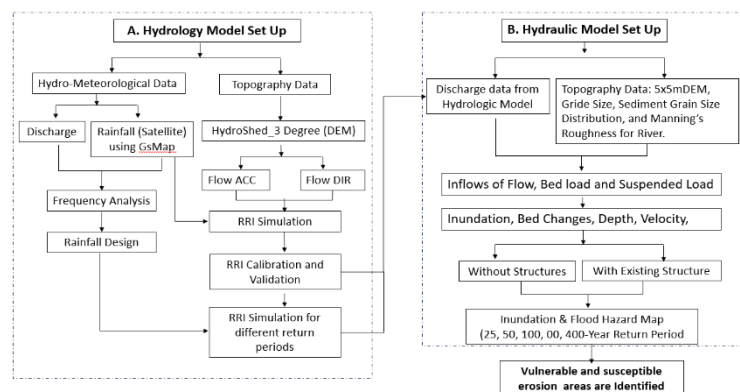 A. Hydrology Model Set Up
Hydro-Meteorological Data
Topography Data
Discharge
Rainfall (Satellite)
using GsMap
HydroShed_3 Degree (DEM)
Flow ACC
Flow DIR
Frequency Analysis
RRI Simulation
Rainfall Design
RRI Calibration and
Validation
RRI Simulation for
different return
periods
B. Hydraulic Model Set Up
Discharge data from
Hydrologic Model
Topography Data: 5x5mDEM,
Gride Size, Sediment Grain Size
Distribution, and Manning's
Roughness for River.
Inflows of Flow, Bed load and Suspended Load
Inundation, Bed Changes, Depth, Velocity,
Without Structures
With Existing Structure
Inundation & Flood Hazard Map
(25, 50, 100, 00, 400-Year Return Period
Vulnerable and susceptible
erosion areas are Identified